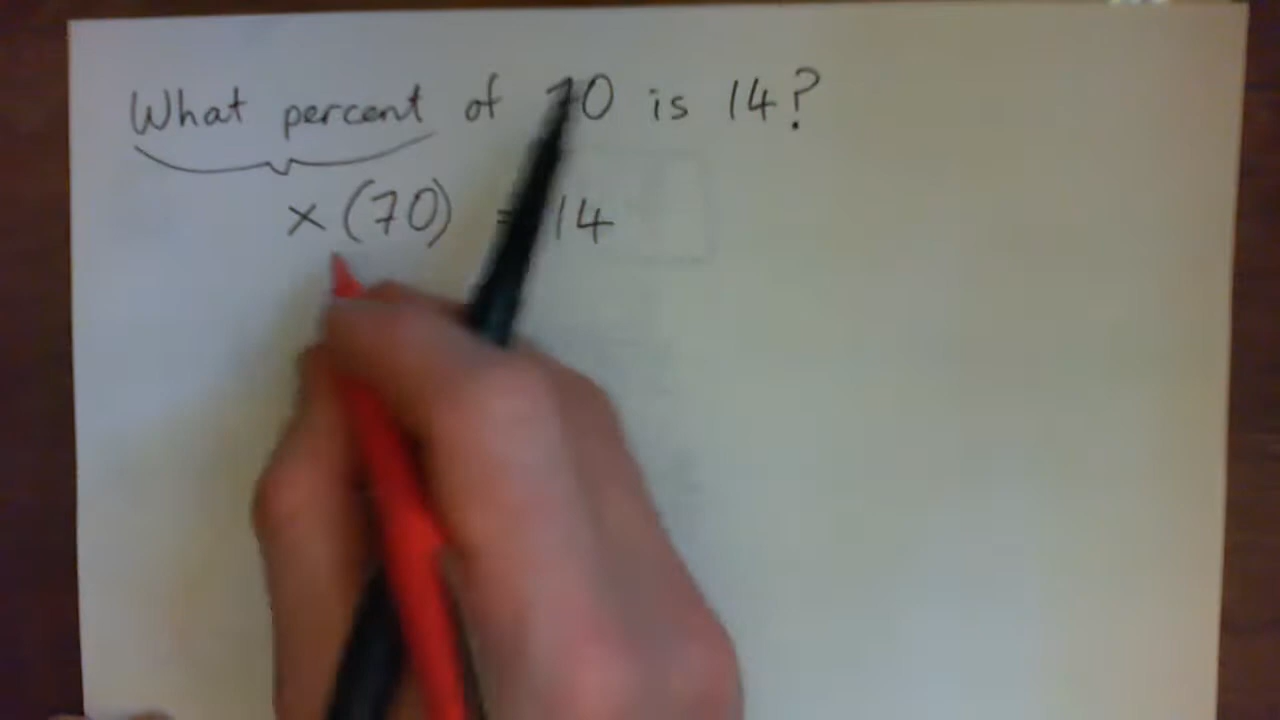 What percent of 70 is 14?
x (70) = 14